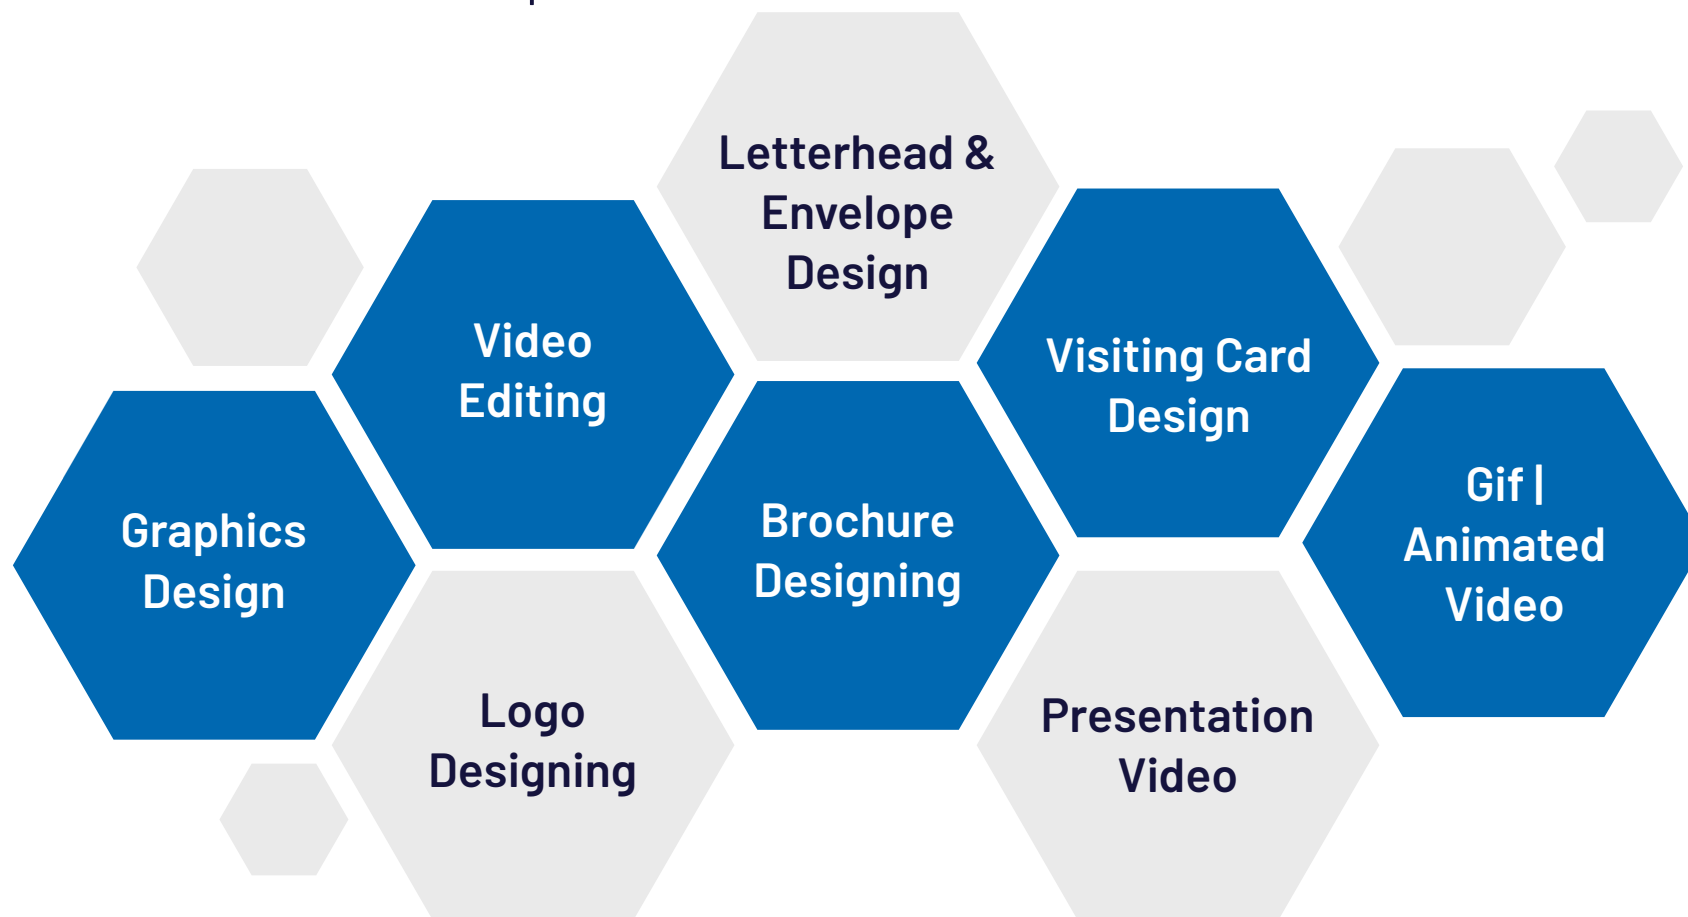 Letterhead &
Envelope
Design
Video
Editing
Visiting Card
Design
Graphics
Design
Brochure
Designing
Gif |
Animated
Video
Logo
Designing
Presentation
Video